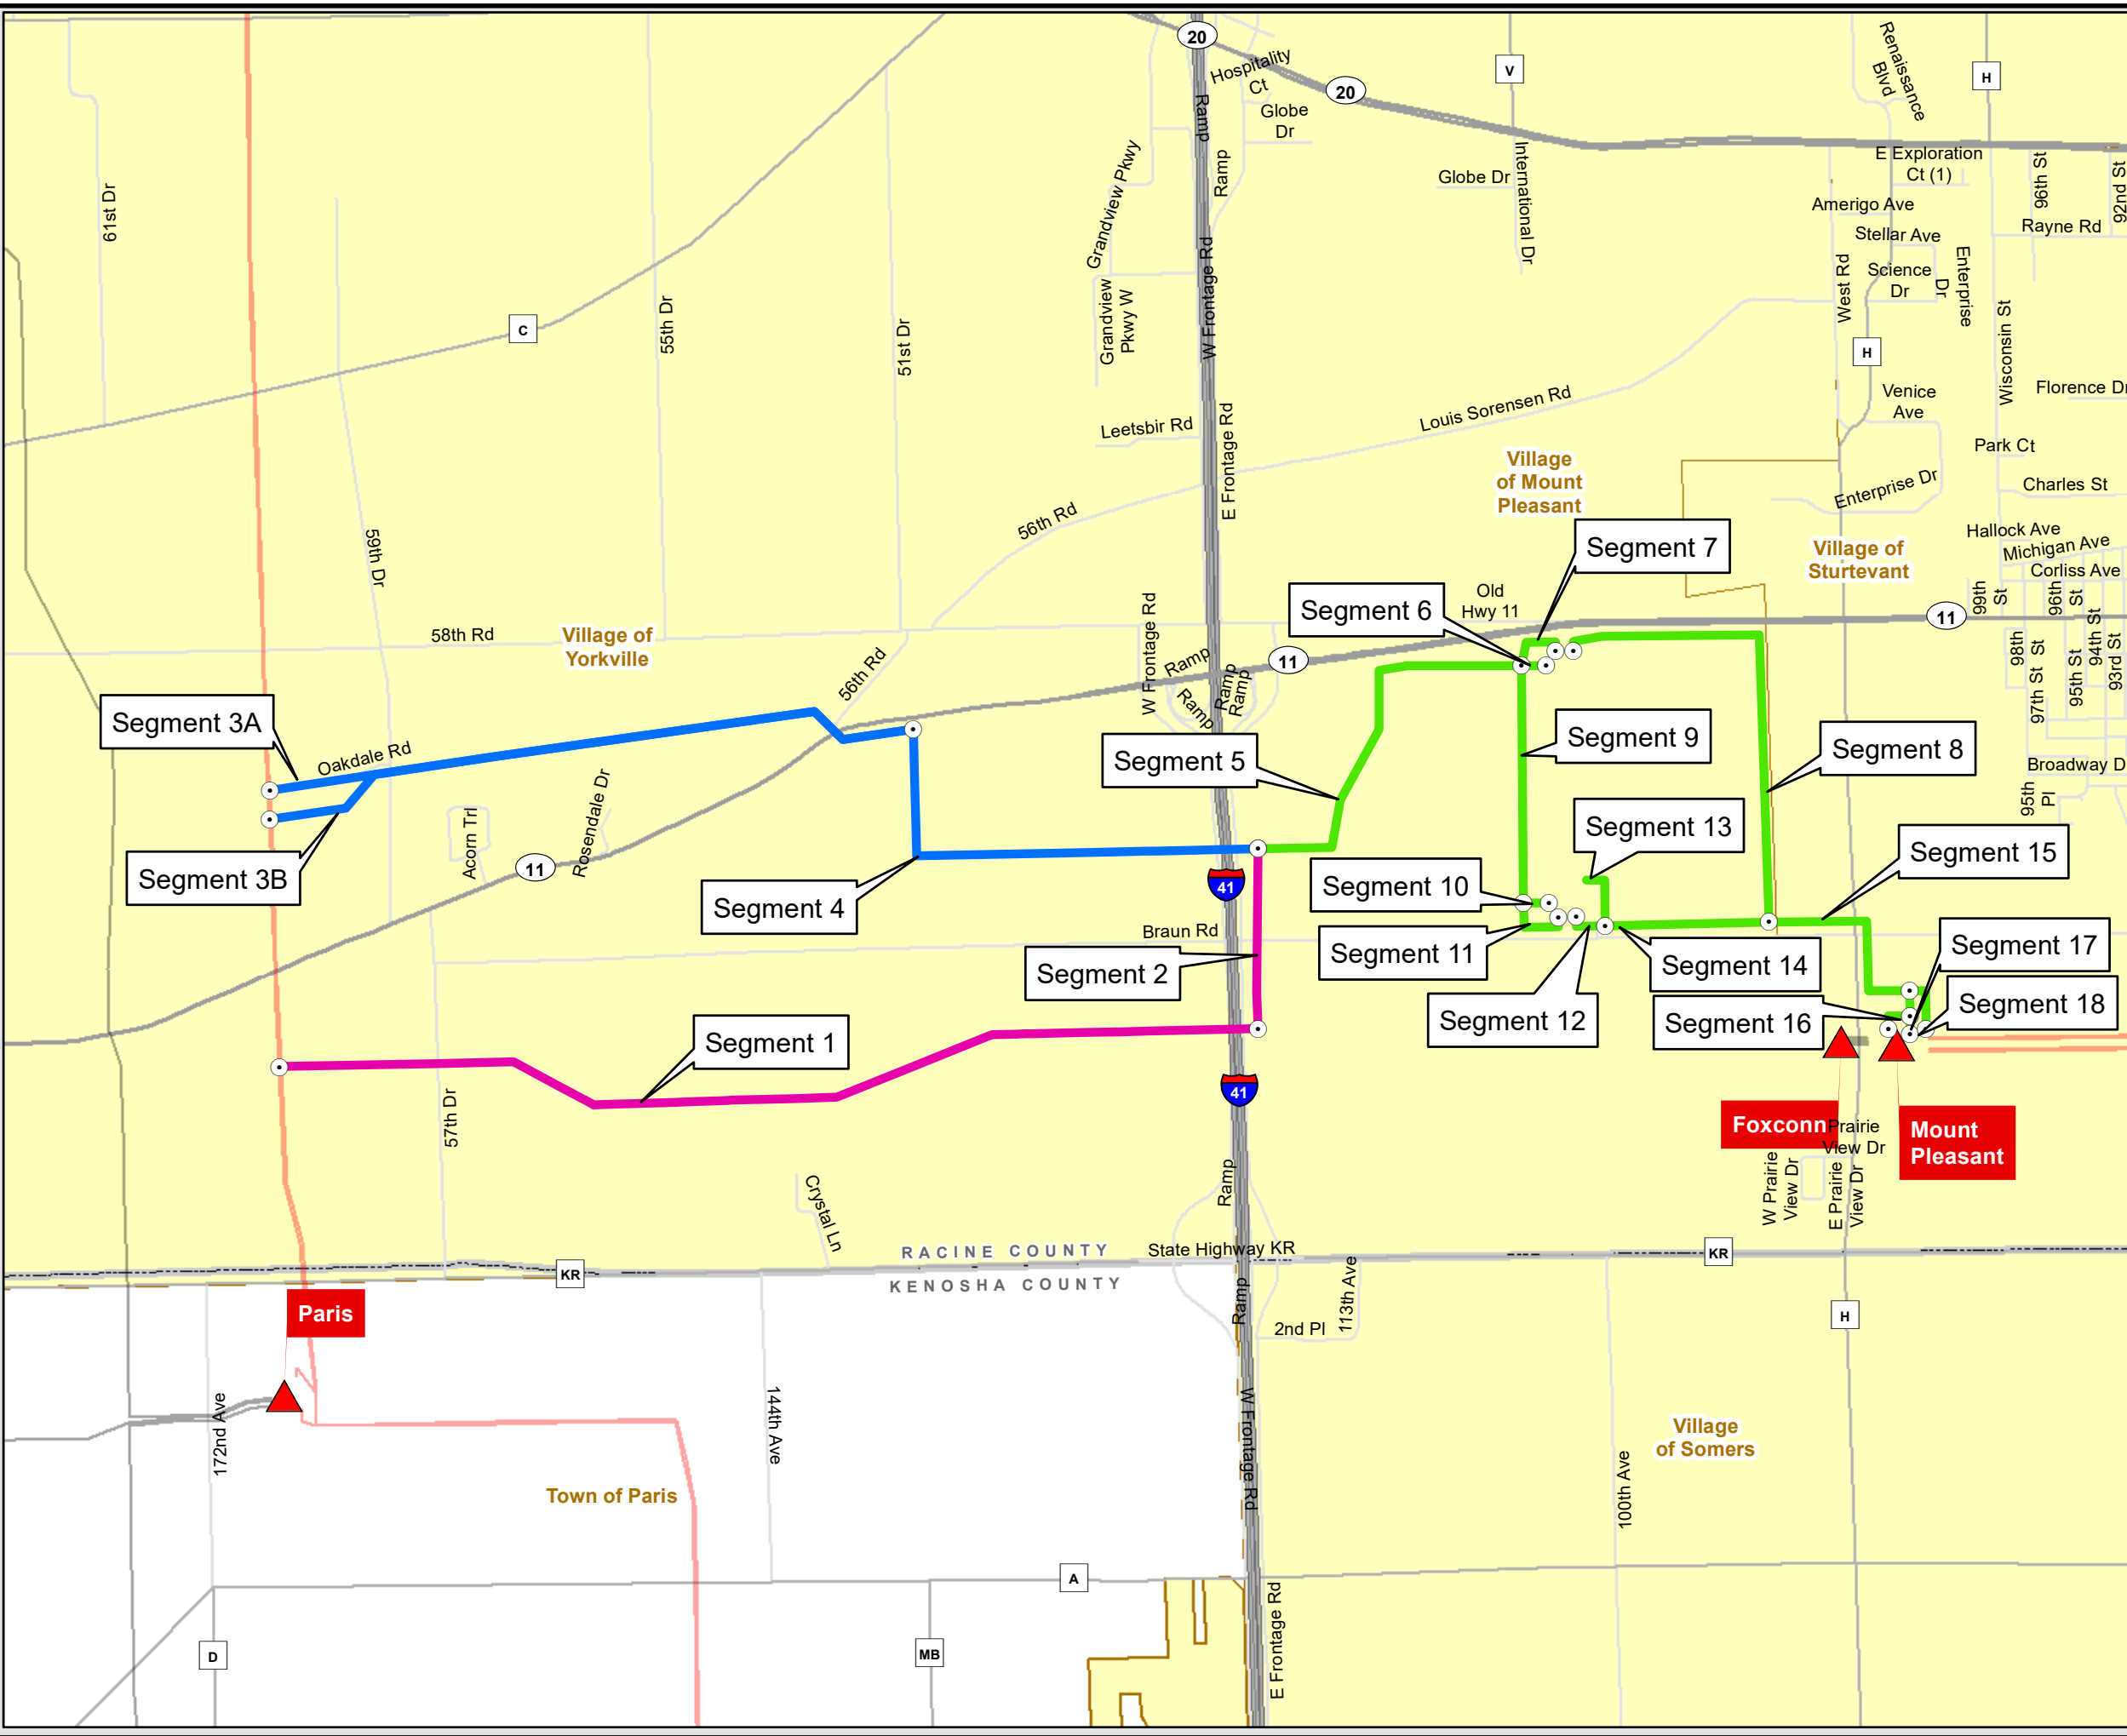 20
Hospitality
Ct
20
V
Renaissance
Blvd
H
Ramp
Globe
Dr
Grandview Pkwy
Ramp
61st Dr
Globe Dr
International Dr
E Exploration
Ct (1)
96th St
92nd St
Amerigo Ave
Rayne Rd
Stellar Ave
Science
Dr
Enterprise
Dr
W Frontage Rd
West Rd
Grandview
Pkwy W
C
55th Dr
51st Dr
Wisconsin St
H
Venice
Ave
Florence Dr
Leetsbir Rd
Louis Sorensen Rd
E Frontage Rd
Park Ct
Village
of Mount
Pleasant
Enterprise Dr
Charles St
56th Rd
59th Dr
Hallock Ave
Michigan Ave
Corliss Ave
Village of
Sturtevant
Segment 7
Segment 6
Old
Hwy 11
11
99th
St
96th
St
94th St
93rd St
98th
St
97th St
95th St
58th Rd
Village of
Yorkville
W Frontage Rd
Ramp
Ramp
Ramp
Ramp
11
56th Rd
Segment 3A
Oakdale Rd
Segment 9
Segment 8
Segment 5
Broadway D
95th
Pl
Acorn Trl
Rosendale Dr
Segment 13
Segment 15
Segment 3B
11
41
Segment 10
Segment 4
Braun Rd
Segment 11
Segment 17
Segment 2
Segment 14
Segment 12
Segment 16
Segment 18
Segment 1
57th Dr
41
Foxconn
Prairie
View Dr
Mount
Pleasant
W Prairie
View Dr
E Prairie
View Dr
Ramp
Crystal Ln
RACINE COUNTY
State Highway KR
KR
KR
KENOSHA COUNTY
Ramp
113th Ave
2nd Pl
H
Paris
172nd Ave
144th Ave
W Frontage Rd
Village
of Somers
100th Ave
Town of Paris
A
E Frontage Rd
D
MB